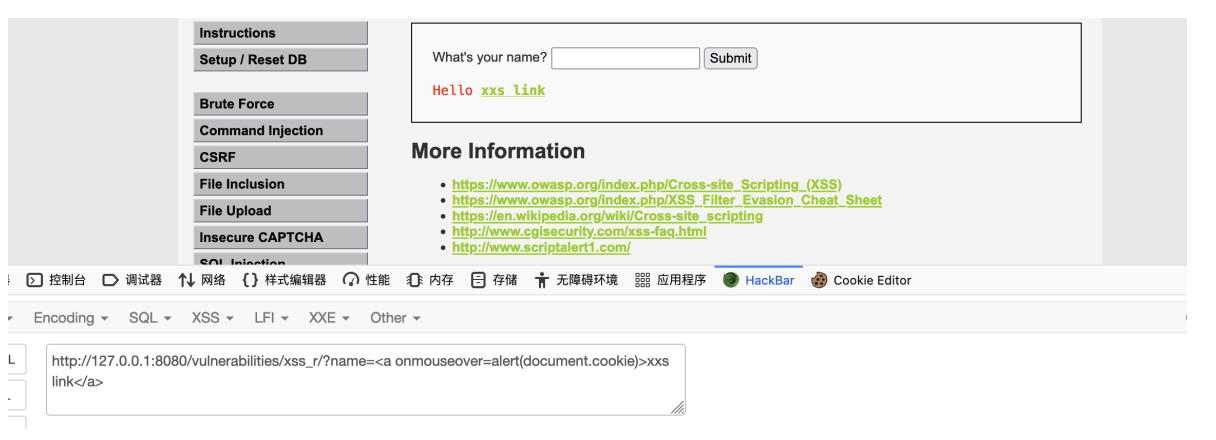 Instructions
Setup / Reset DB
Brute Force
Command Injection
CSRF
File Inclusion
File Upload
Insecure CAPTCHA
SQL Injection
What's your name? Submit
Hello xxs link
More Information
https://www.owasp.org/index.php/Cross-site_Scripting_(XSS)
https://www.owasp.org/index.php/XSS_Filter_Evasion_Cheat_Sheet
https://en.wikipedia.org/wiki/Cross-site_scripting
http://www.cgisecurity.com/xss-faq.html
http://www.scriptalert1.com/
控制台 调试器 网络 样式编辑器 性能 内存 存储 无障碍环境 应用程序 HackBar Cookie Editor
Encoding SQL XSS LFI XXE Other
L
http://127.0.0.1:8080/vulnerabilities/xss_r/?name=<a onmouseover=alert(document.cookie)>xxs
link</a>